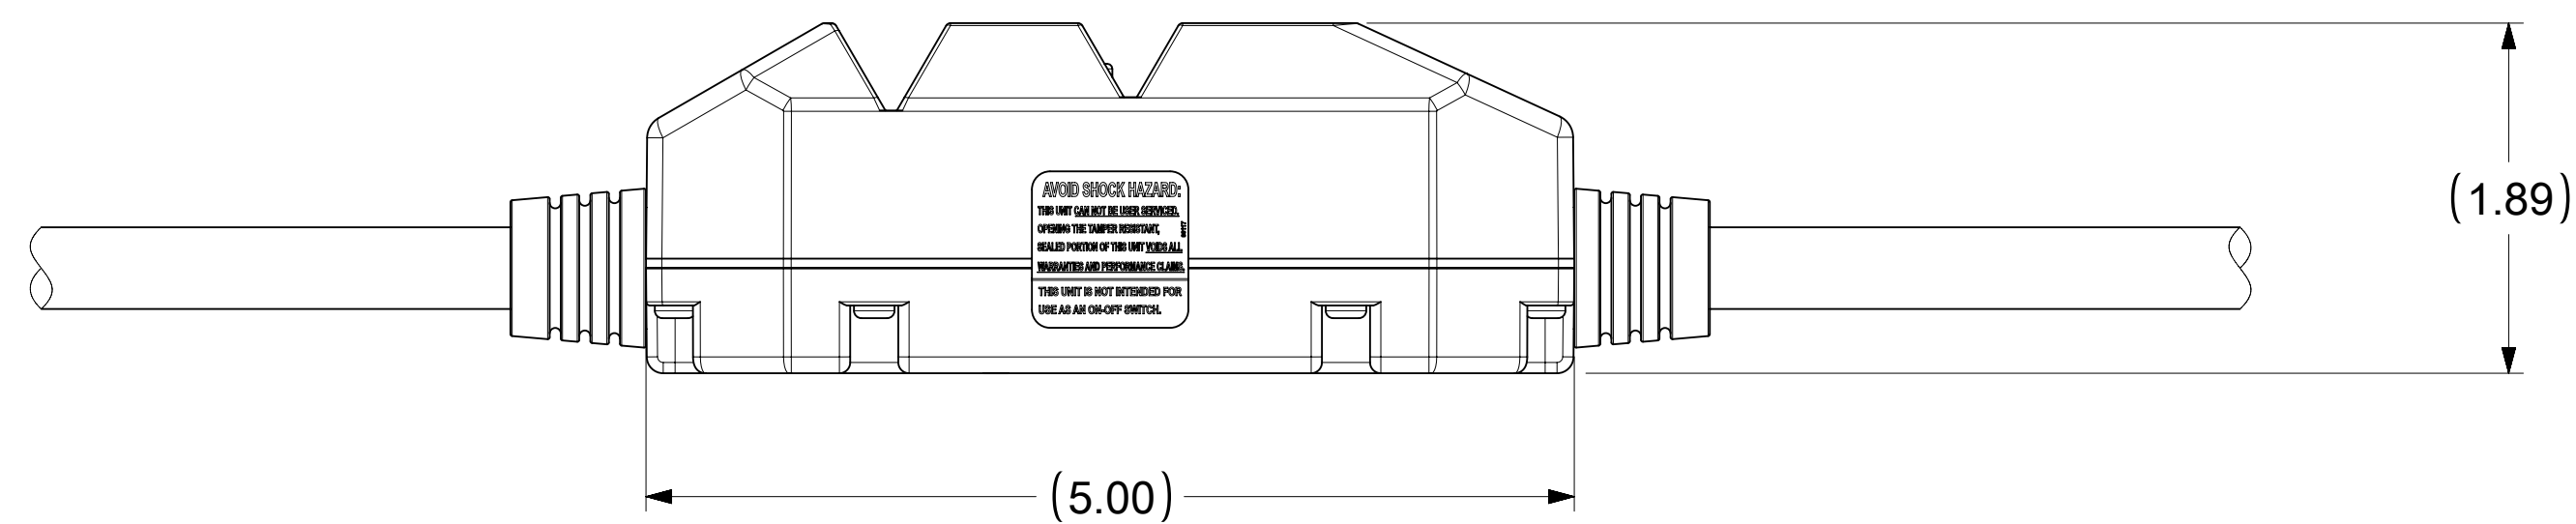 AVOID SHOCK HAZARD:
THIS UNIT CAN NOT BE USER SERVICED.
OPENING THE TAMPER RESISTANT,
SEALED PORTION OF THIS UNIT VOIDS ALL
WARRANTIES AND PERFORMANCE CLAIMS.
THIS UNIT IS NOT INTENDED FOR
USE AS AN ON-OFF SWITCH.
(1.89)
(5.00)